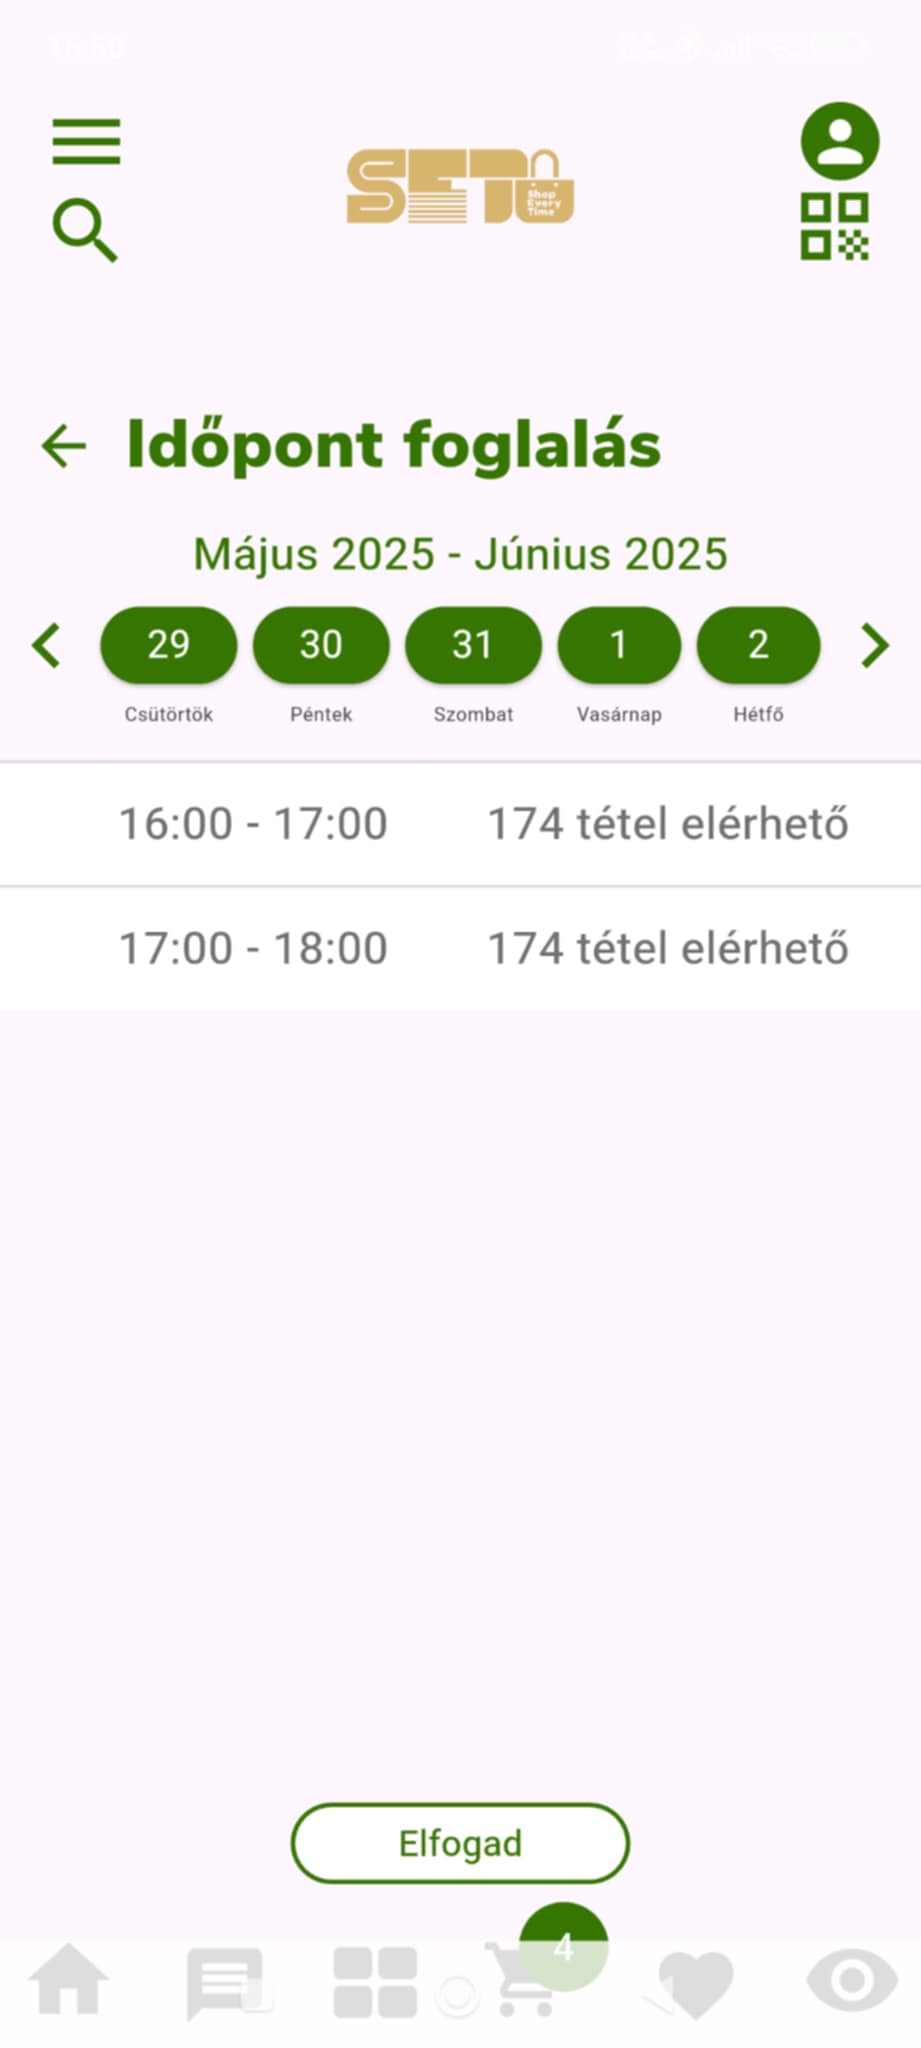 SETU
Shop
Every
Time
Időpont foglalás
Május 2025 - Június 2025
29 30 31 1 2
Csütörtök Péntek Szombat Vasárnap Hétfő
16:00 - 17:00 174 tétel elérhető
17:00 - 18:00 174 tétel elérhető
Elfogad
4